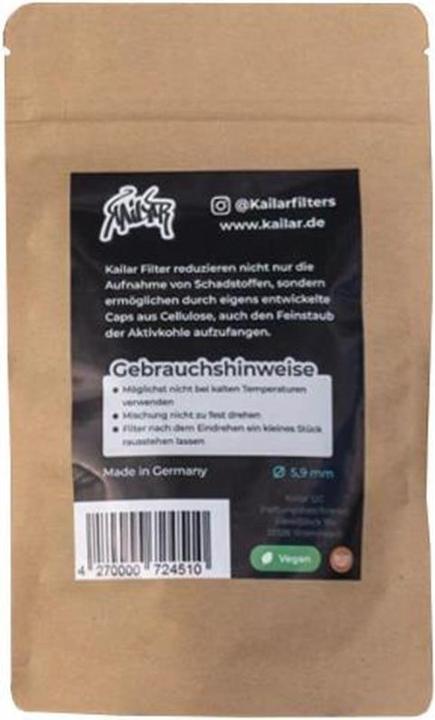 KAILAR
@Kailarfilters
www.kailar.de
Kailar Filter reduzieren nicht nur die
Aufnahme von Schadstoffen, sondern
ermöglichen durch eigens entwickelte
Caps aus Cellulose, auch den Feinstaub
der Aktivkohle aufzufangen.
Gebrauchshinweise
• Möglichst nicht bei kalten Temperaturen
verwenden
• Mischung nicht zu fest drehen
• Filter nach dem Eindrehen ein kleines Stück
rausstehen lassen
Made in Germany
Ø 5,9 mm
Kailar UG
4 270000 724510
Vegan